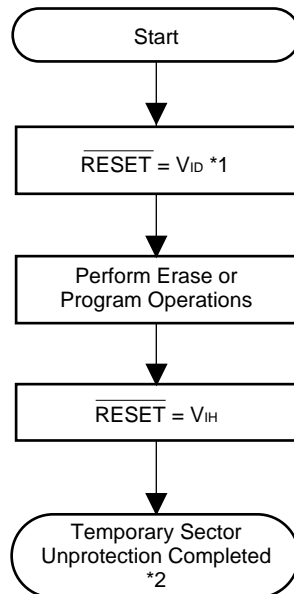 Start
RESET = VID *1
Perform Erase or
Program Operations
RESET = VIH
Temporary Sector
Unprotection Completed
*2